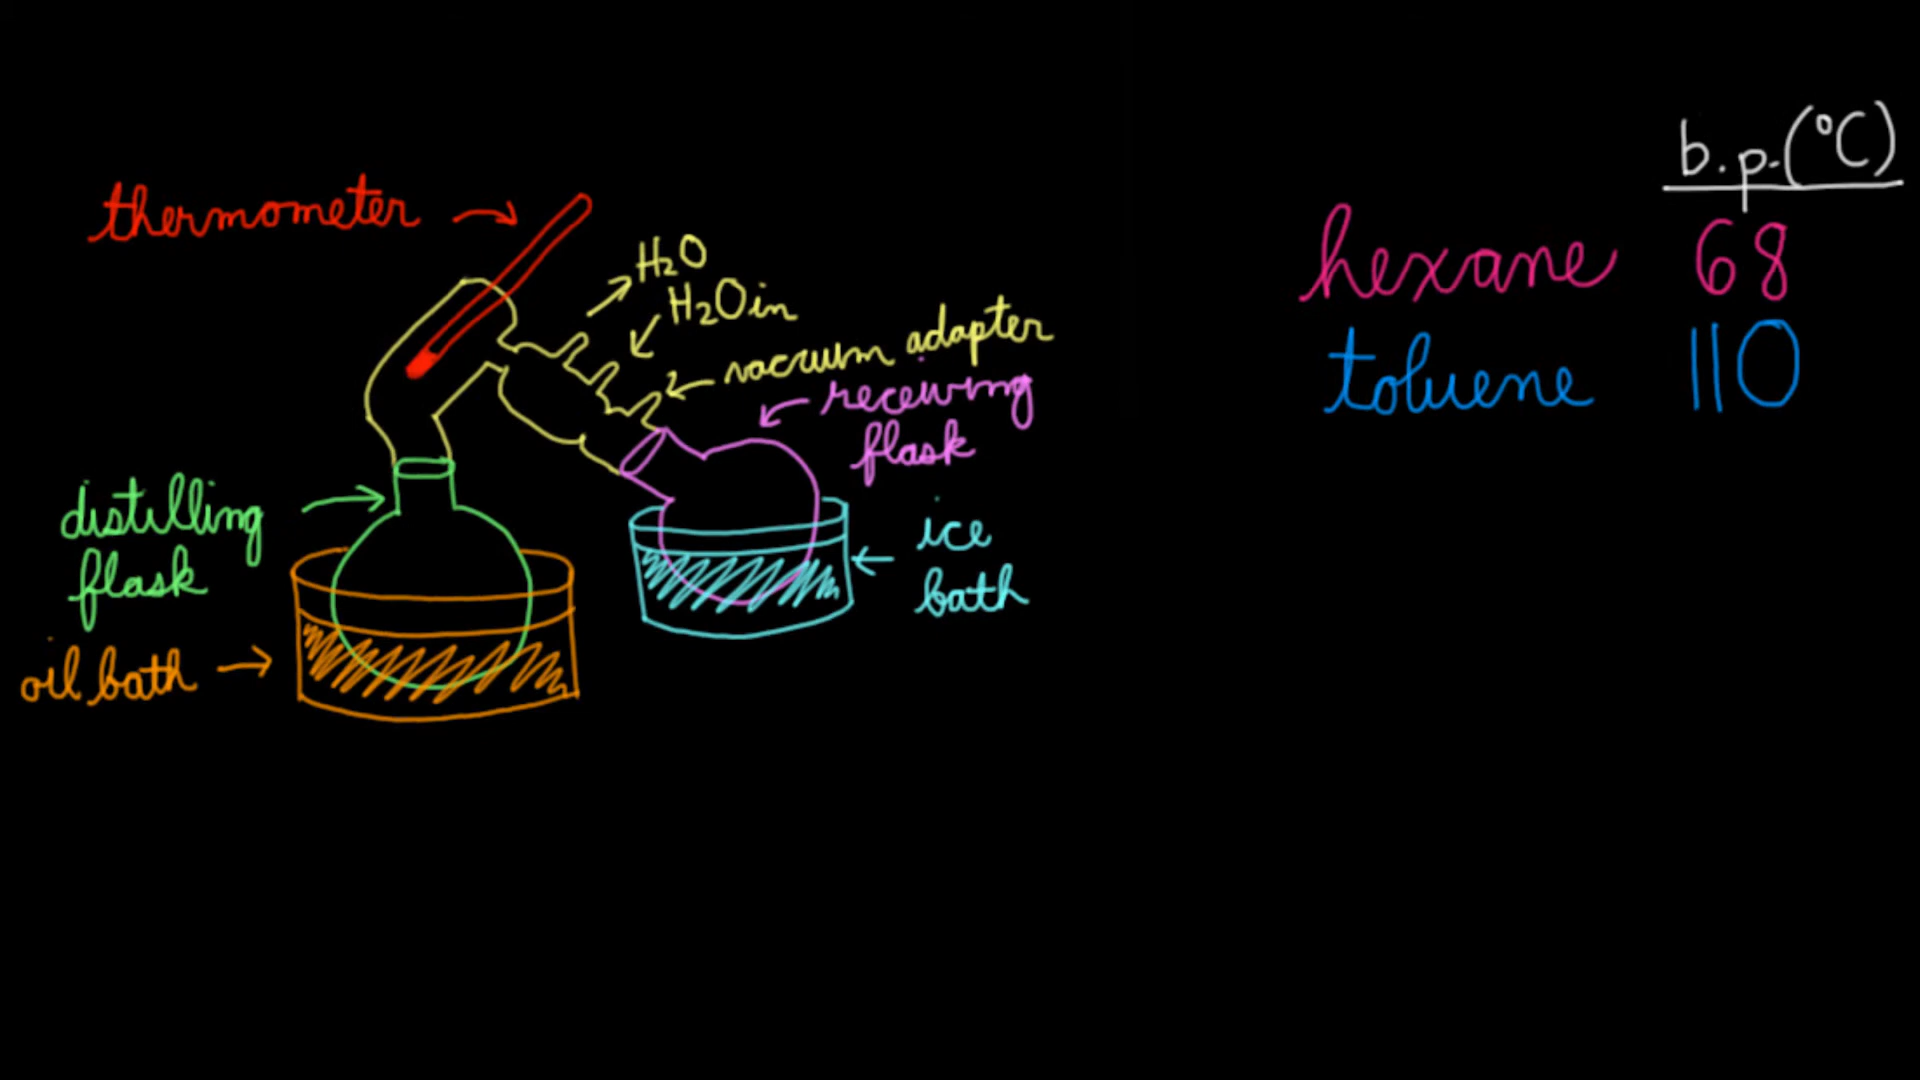 thermometer
H₂O
H₂O in
vacuum adapter
receiving
flask
distilling
flask
ice
bath
oil bath
b.p. (°C)
hexane 68
toluene 110